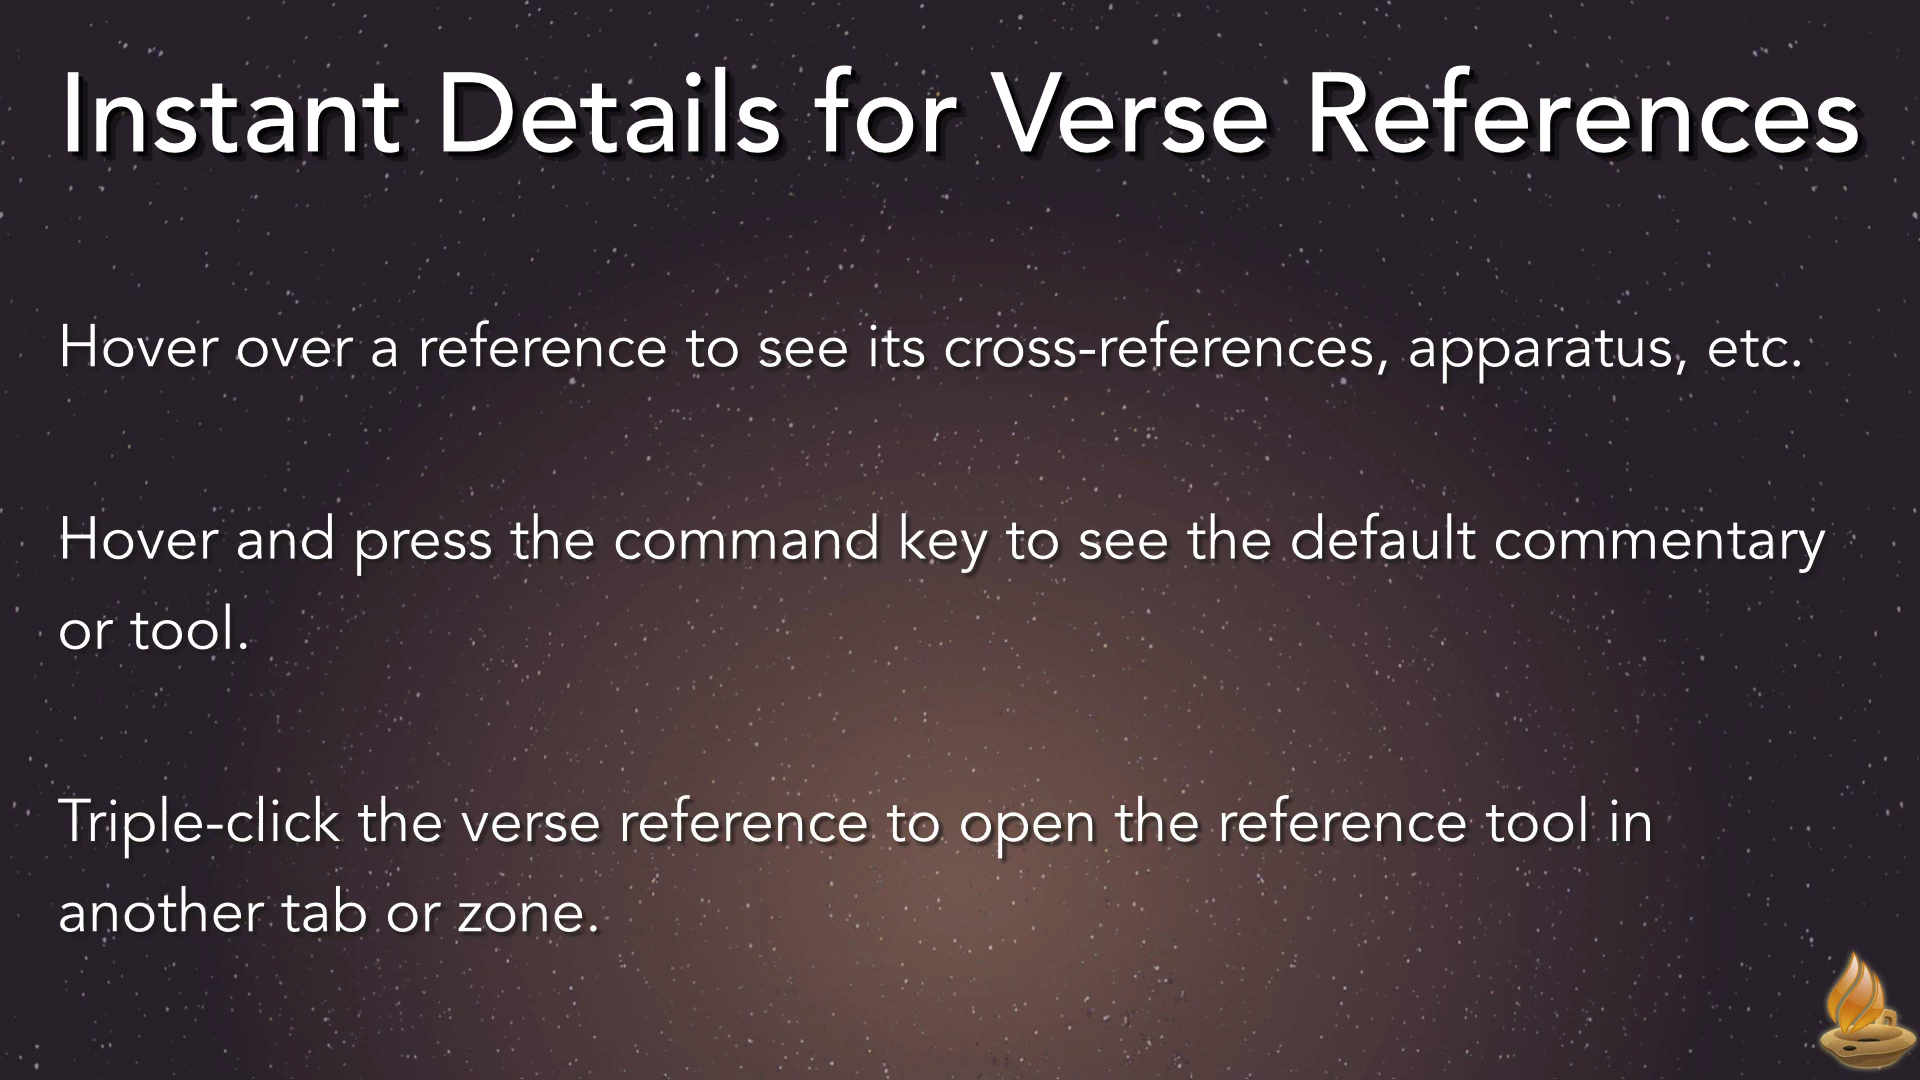 Instant Details for Verse References
Hover over a reference to see its cross-references, apparatus, etc.
Hover and press the command key to see the default commentary
or tool.
Triple-click the verse reference to open the reference tool in
another tab or zone.